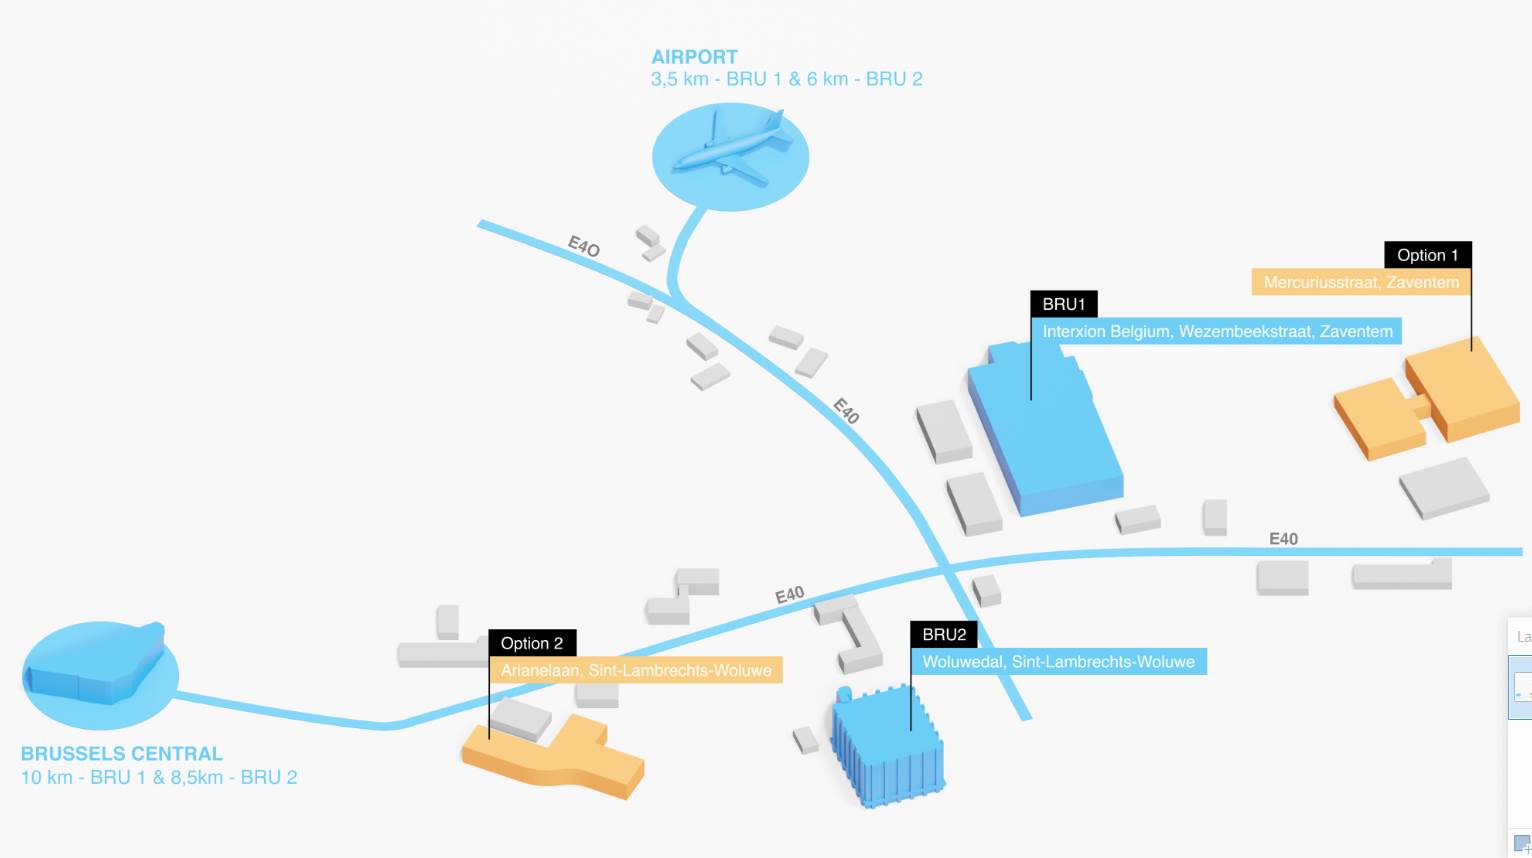 AIRPORT
3,5 km - BRU 1 & 6 km - BRU 2
E4O
Option 1
Mercuriusstraat, Zaventem
BRU1
Interxion Belgium, Wezembeekstraat, Zaventem
E40
E40
E40
BRU2
Woluwedal, Sint-Lambrechts-Woluwe
Option 2
Arianelaan, Sint-Lambrechts-Woluwe
BRUSSELS CENTRAL
10 km - BRU 1 & 8,5km - BRU 2
La